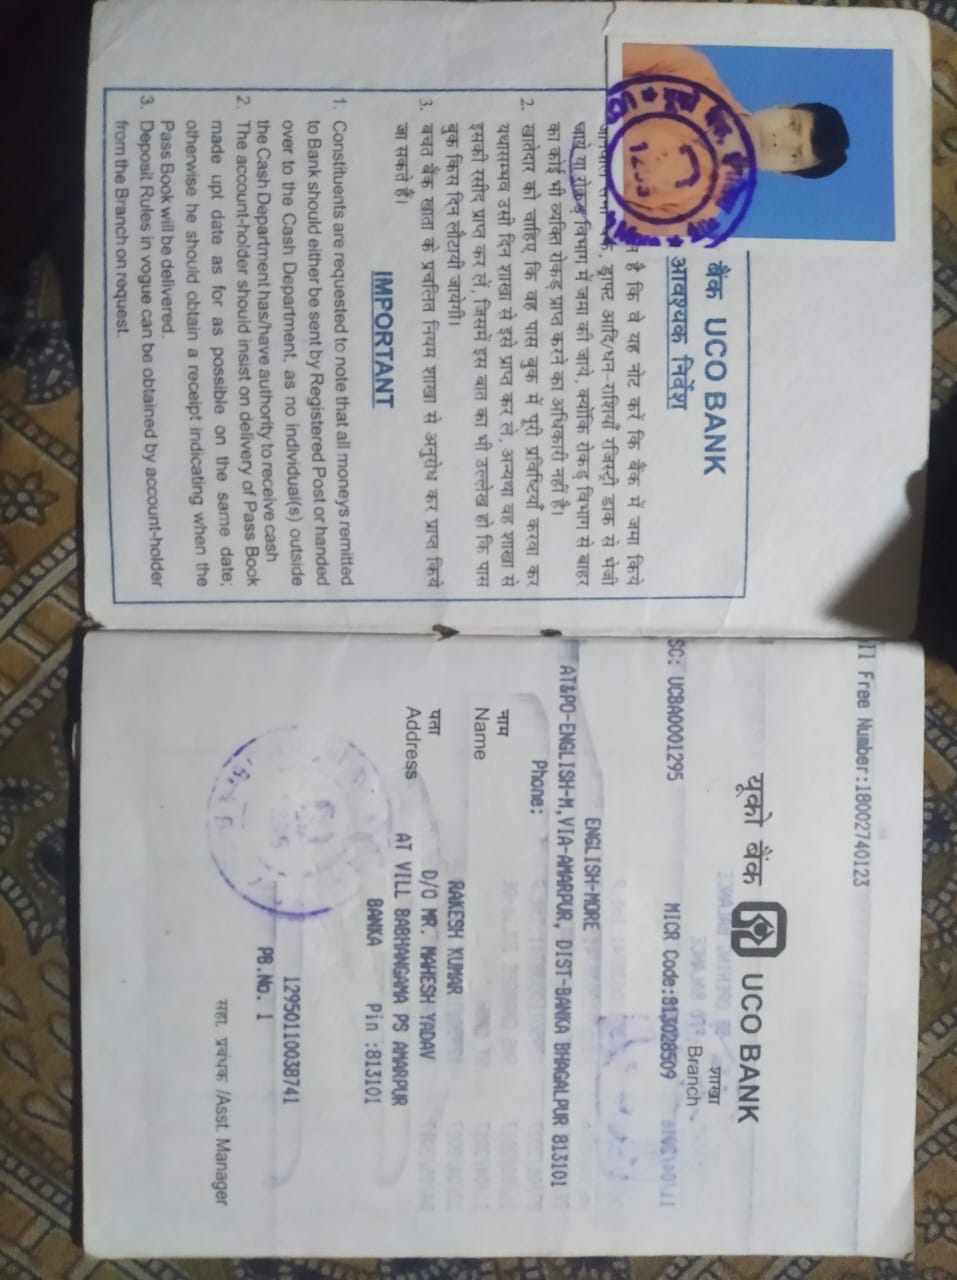 बैंक UCO BANK
आवश्यक निर्देश
है कि वे यह नोट करें कि बैंक में जमा किये
ड्राफ्ट आदि/धन-राशियाँ रजिस्ट्री डाक से भेजी
जाये या रोकड़ विभाग में जमा की जाये, क्योंकि रोकड़ विभाग से बाहर
का कोई भी व्यक्ति रोकड़ प्राप्त करने का अधिकारी नहीं है।
2. खातेदार को चाहिए कि वह पास बुक में पूरी प्रविष्टियाँ करवा कर
यथासम्भव उसी दिन शाखा से इसे प्राप्त कर ले, अन्यथा वह शाखा से
इसकी रसीद प्राप्त कर लें, जिसमें इस बात का भी उल्लेख हो कि पास
बुक किस दिन लौटायी जायेगी।
3. बचत बैंक खाता के प्रचलित नियम शाखा से अनुरोध कर प्राप्त किये
जा सकते हैं।
IMPORTANT
1. Constituents are requested to note that all moneys remitted
to Bank should either be sent by Registered Post or handed
over to the Cash Department, as no individual(s) outside
the Cash Department has/have authority to receive cash
2. The account-holder should insist on delivery of Pass Book
made upt date as for as possible on the same date;
otherwise he should obtain a receipt indicating when the
Pass Book will be delivered.
3. Deposit Rules in vogue can be obtained by account-holder
from the Branch on request.
ll Free Number:18002740123
यूको बैंक UCO BANK
शाखा
Branch
SC: UCBA0001295 MICR Code:813028509
ENGLISH-MORE
AT&PO-ENGLISH-M,VIA-AMARPUR, DIST-BANKA BHAGALPUR 813101
Phone:
नाम
Name RAKESH KUMAR
D/O MR. MAHESH YADAV
पता
Address AT VILL BABHANGAMA PS AMARPUR
BANKA Pin :813101
12950110038741
PB.No. 1
सहा. प्रबंधक /Asst. Manager